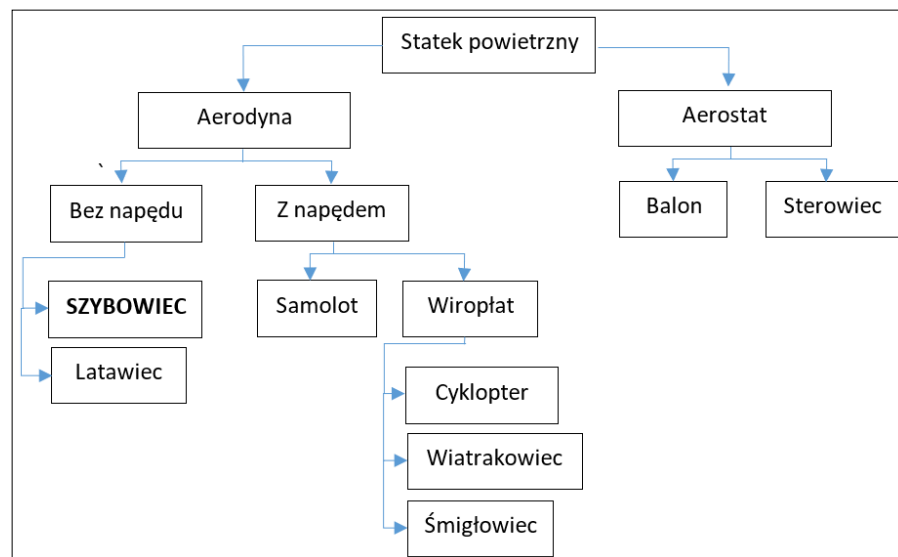 Statek powietrzny
Aerodyna
Aerostat
`
Bez napędu
Z napędem
Balon
Sterowiec
SZYBOWIEC
Samolot
Wiropłat
Latawiec
Cyklopter
Wiatrakowiec
Śmigłowiec